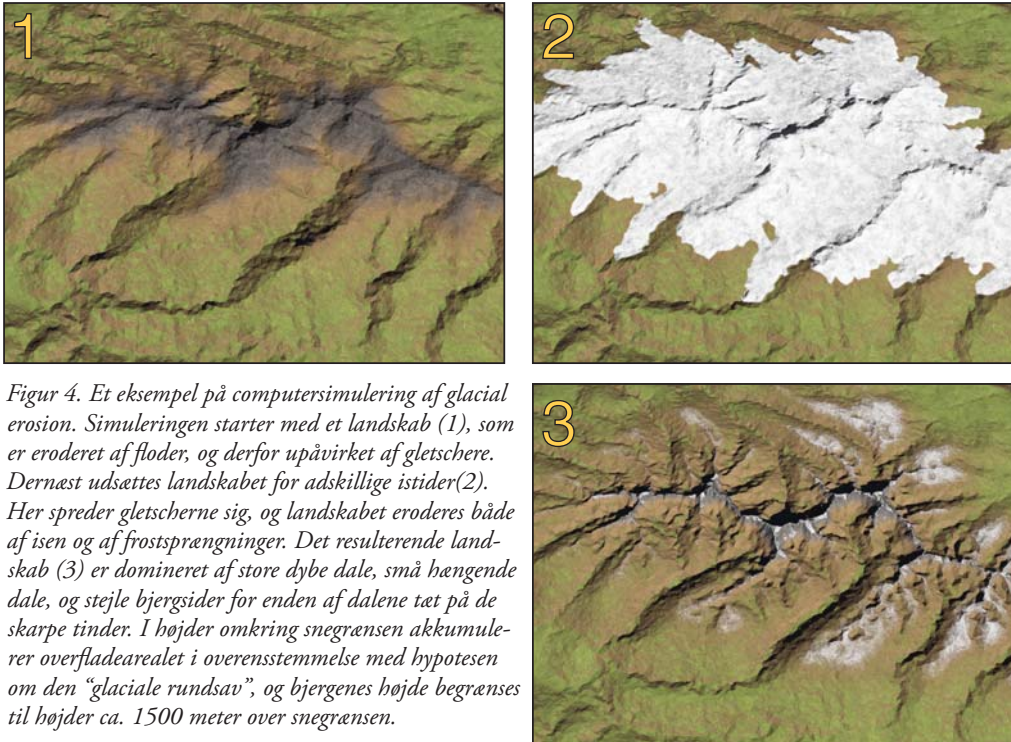 1
2
Figur 4. Et eksempel på computersimulering af glacial
erosion. Simuleringen starter med et landskab (1), som
er eroderet af floder, og derfor upåvirket af gletschere.
Dernæst udsættes landskabet for adskillige istider(2).
Her spreder gletscherne sig, og landskabet eroderes både
af isen og af frostsprængninger. Det resulterende land-
skab (3) er domineret af store dybe dale, små hængende
dale, og stejle bjergsider for enden af dalene tæt på de
skarpe tinder. I højder omkring snegrænsen akkumule-
rer overfladearealet i overensstemmelse med hypotesen
om den “glaciale rundsav”, og bjergenes højde begrænses
til højder ca. 1500 meter over snegrænsen.
3